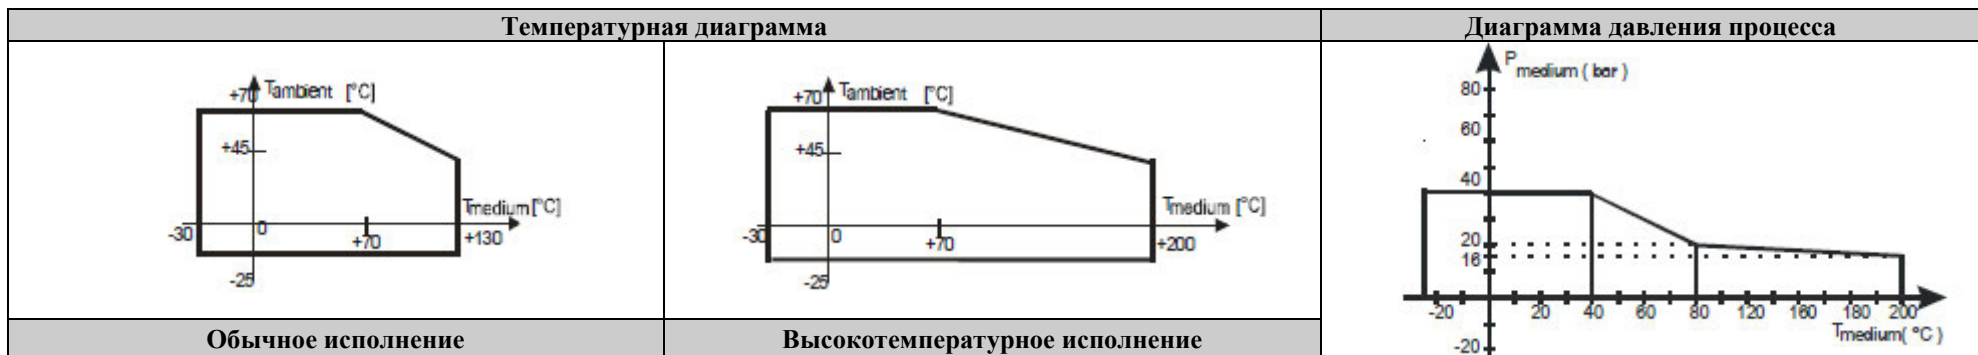 Температурная диаграмма
Диаграмма давления процесса
+70 Tambient [°C]
+45
Tmedium [°C]
-30
0
+70
+130
-25
+70 Tambient [°C]
+45
Tmedium [°C]
-30
0
+70
+200
-25
P medium ( bar )
80
60
40
20
16
-20
20
40
60
80
120
160
180
200
Tmedium( °C )
-20
Обычное исполнение
Высокотемпературное исполнение